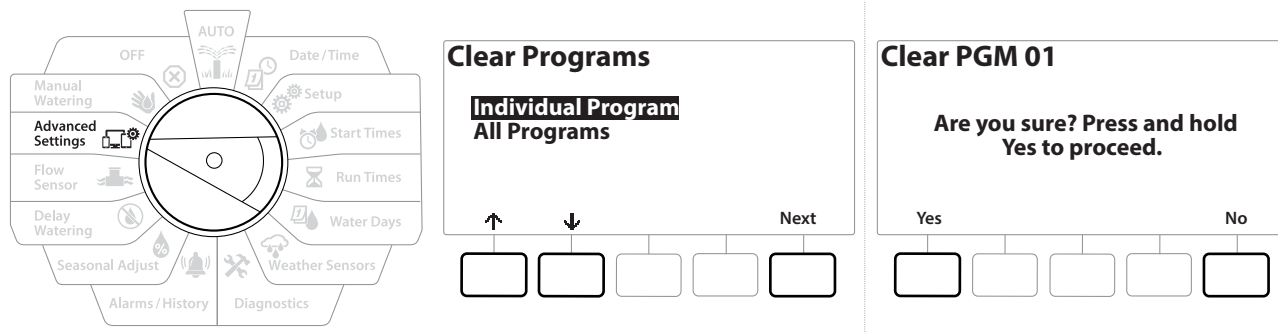 AUTO
OFF
Date/Time
Manual
Watering
Setup
Advanced
Settings
Start Times
Flow
Sensor
Run Times
Delay
Watering
Water Days
Seasonal Adjust
Weather Sensors
Alarms/History
Diagnostics
Clear Programs
Individual Program
All Programs
Next
Clear PGM 01
Are you sure? Press and hold
Yes to proceed.
Yes
No